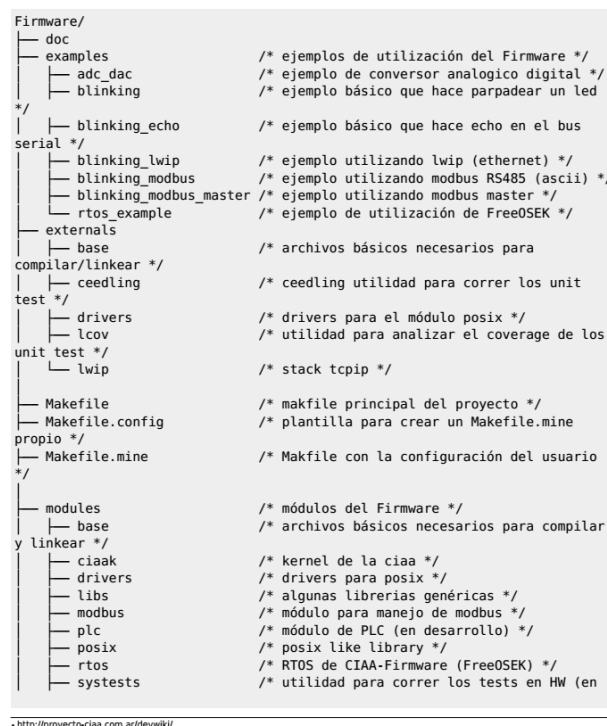 Firmware/
├── doc
├── examples /* ejemplos de utilización del Firmware */
│ ├── adc_dac /* ejemplo de conversor analogico digital */
│ ├── blinking /* ejemplo básico que hace parpadear un led
*/
│ ├── blinking_echo /* ejemplo básico que hace echo en el bus
serial */
│ ├── blinking_lwip /* ejemplo utilizando lwip (ethernet) */
│ ├── blinking_modbus /* ejemplo utilizando modbus RS485 (ascii) */
│ ├── blinking_modbus_master /* ejemplo utilizando modbus master */
│ └── rtos_example /* ejemplo de utilización de FreeOSEK */
├── externals
│ ├── base /* archivos básicos necesarios para
compilar/linkear */
│ ├── ceedling /* ceedling utilidad para correr los unit
test */
│ ├── drivers /* drivers para el módulo posix */
│ ├── lcov /* utilidad para analizar el coverage de los
unit test */
│ └── lwip /* stack tcpip */
│
├── Makefile /* makfile principal del proyecto */
├── Makefile.config /* plantilla para crear un Makefile.mine
propio */
├── Makefile.mine /* Makfile con la configuración del usuario
*/
│
├── modules /* módulos del Firmware */
│ ├── base /* archivos básicos necesarios para compilar
y linkear */
│ ├── ciaak /* kernel de la ciaa */
│ ├── drivers /* drivers para posix */
│ ├── libs /* algunas librerias genéricas */
│ ├── modbus /* módulo para manejo de modbus */
│ ├── plc /* módulo de PLC (en desarrollo) */
│ ├── posix /* posix like library */
│ ├── rtos /* RTOS de CIAA-Firmware (FreeOSEK) */
│ ├── systests /* utilidad para correr los tests en HW (en
- http://proyecto-ciaa.com.ar/devwiki/